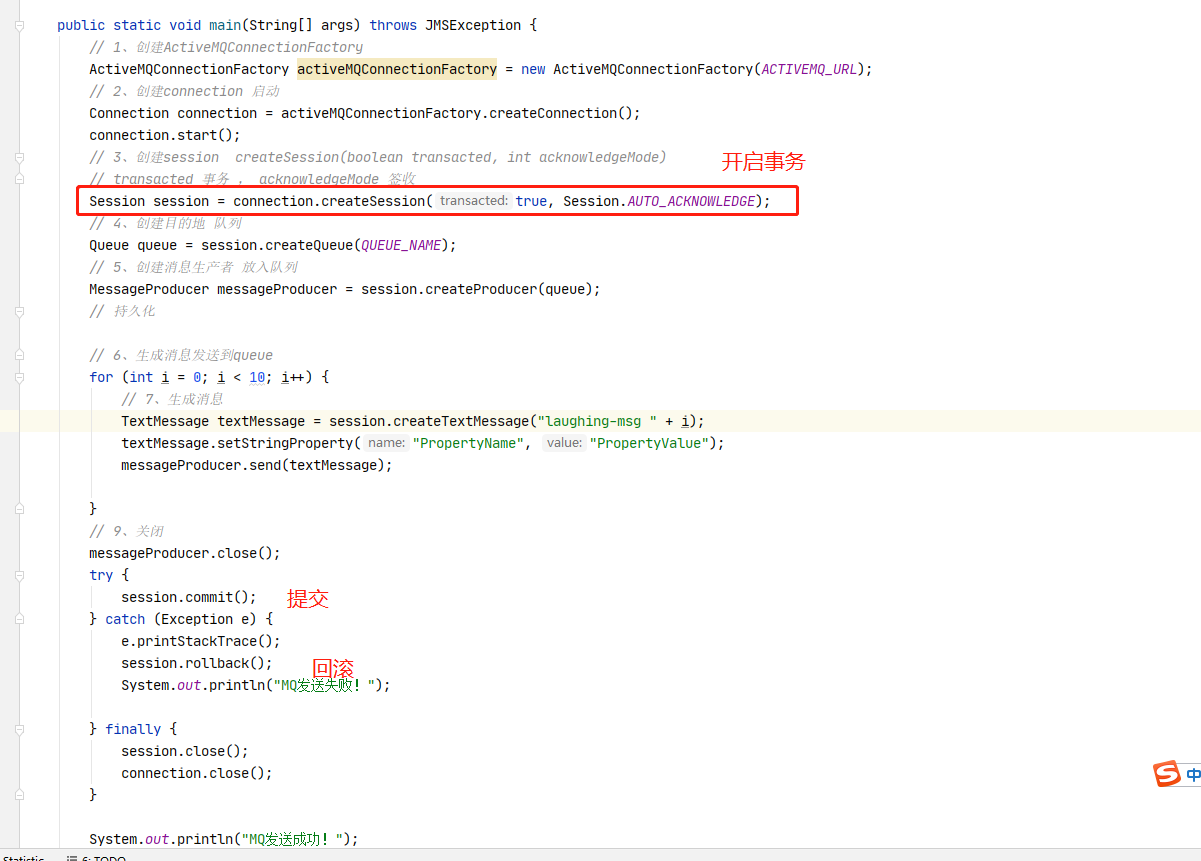 public static void main(String[] args) throws JMSException {
// 1、创建ActiveMQConnectionFactory
ActiveMQConnectionFactory activeMQConnectionFactory = new ActiveMQConnectionFactory(ACTIVEMQ_URL);
// 2、创建connection 启动
Connection connection = activeMQConnectionFactory.createConnection();
connection.start();
// 3、创建session  createSession(boolean transacted, int acknowledgeMode)
开启事务
// transacted 事务 ， acknowledgeMode 签收
Session session = connection.createSession( transacted: true, Session.AUTO_ACKNOWLEDGE);
// 4、创建目的地 队列
Queue queue = session.createQueue(QUEUE_NAME);
// 5、创建消息生产者 放入队列
MessageProducer messageProducer = session.createProducer(queue);
// 持久化
// 6、生成消息发送到queue
for (int i = 0; i < 10; i++) {
// 7、生成消息
TextMessage textMessage = session.createTextMessage("laughing-msg " + i);
textMessage.setStringProperty( name: "PropertyName", value: "PropertyValue");
messageProducer.send(textMessage);
}
// 9、关闭
messageProducer.close();
try {
session.commit(); 提交
} catch (Exception e) {
e.printStackTrace();
session.rollback(); 回滚
System.out.println("MQ发送失败！");
} finally {
session.close();
connection.close();
}
System.out.println("MQ发送成功！");
S 中
Statistic 6: TODO